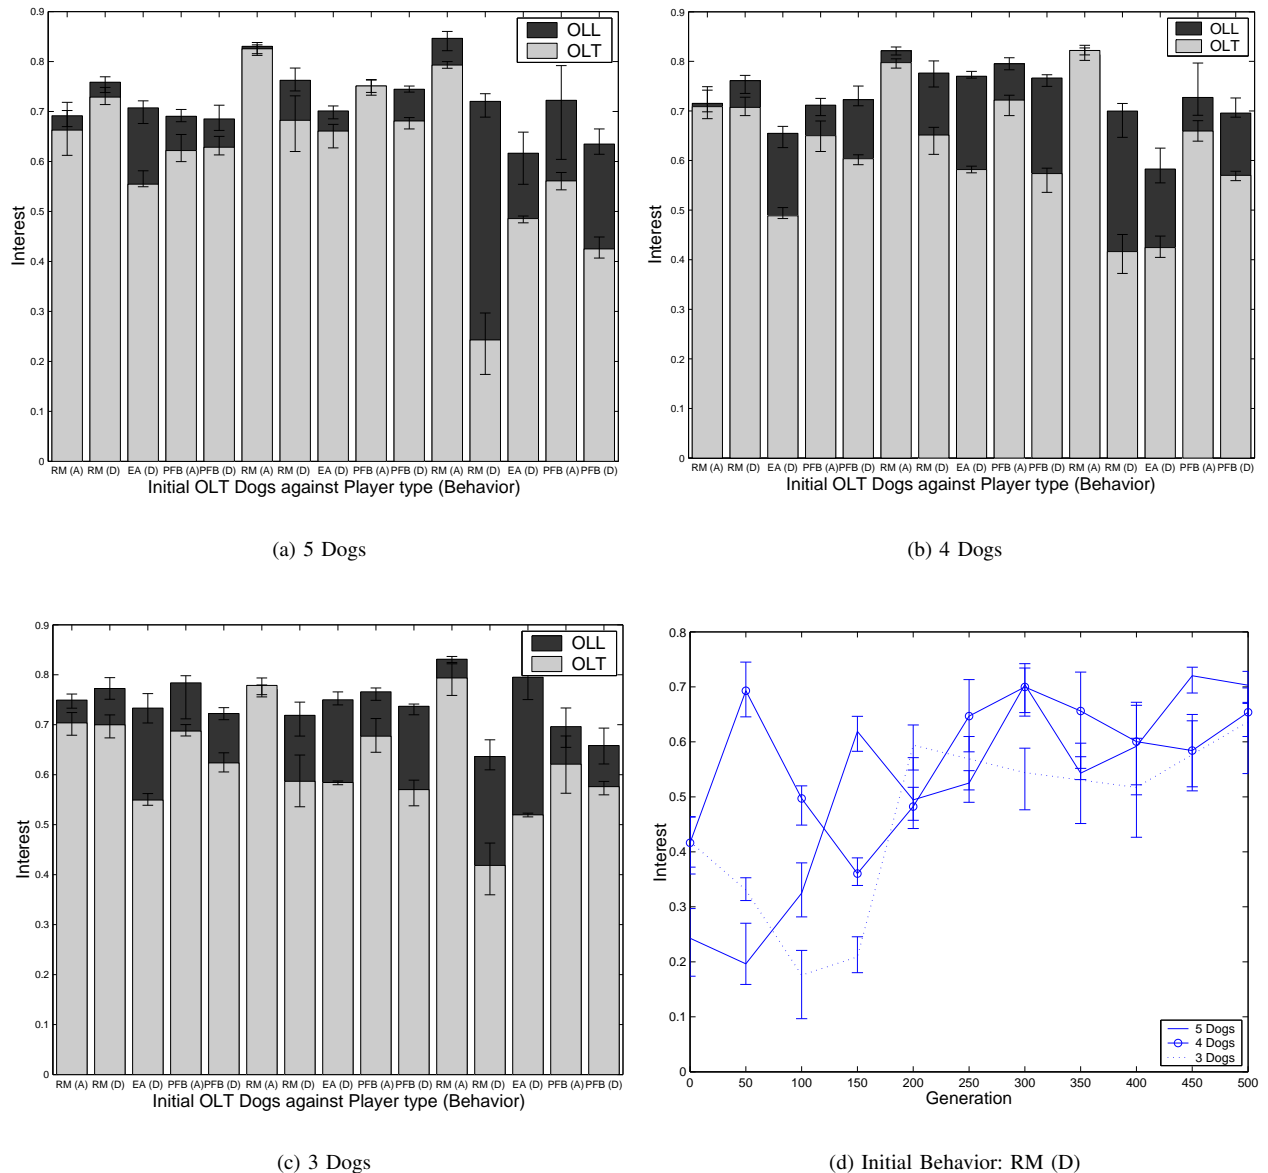 0.9
0.8
0.7
0.6
0.5
0.4
0.3
0.2
0.1
0
Interest
OLL
OLT
RM (A) RM (D) EA (D) PFB (A) PFB (D) RM (A) RM (D) EA (D) PFB (A) PFB (D) RM (A) RM (D) EA (D) PFB (A) PFB (D)
Initial OLT Dogs against Player type (Behavior)
(a) 5 Dogs
0.9
0.8
0.7
0.6
0.5
0.4
0.3
0.2
0.1
0
Interest
OLL
OLT
RM (A) RM (D) EA (D) PFB (A) PFB (D) RM (A) RM (D) EA (D) PFB (A) PFB (D) RM (A) RM (D) EA (D) PFB (A) PFB (D)
Initial OLT Dogs against Player type (Behavior)
(b) 4 Dogs
0.9
0.8
0.7
0.6
0.5
0.4
0.3
0.2
0.1
0
Interest
OLL
OLT
RM (A) RM (D) EA (D) PFB (A) PFB (D) RM (A) RM (D) EA (D) PFB (A) PFB (D) RM (A) RM (D) EA (D) PFB (A) PFB (D)
Initial OLT Dogs against Player type (Behavior)
(c) 3 Dogs
0.8
0.7
0.6
0.5
0.4
0.3
0.2
0.1
0
Interest
5 Dogs
4 Dogs
3 Dogs
0 50 100 150 200 250 300 350 400 450 500
Generation
(d) Initial Behavior: RM (D)